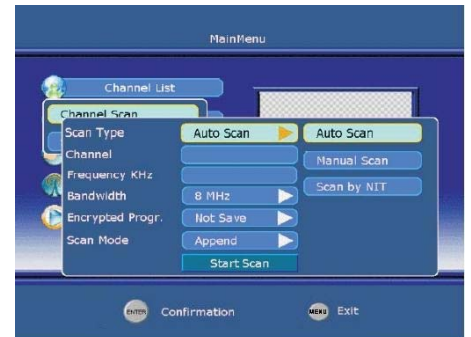 MainMenu
Channel List
Channel Scan
Scan Type Auto Scan Auto Scan
Channel Manual Scan
Frequency KHz
Scan by NIT
Bandwidth 8 MHz
Encrypted Progr. Not Save
Scan Mode Append
Start Scan
ENTER Confirmation MENU Exit